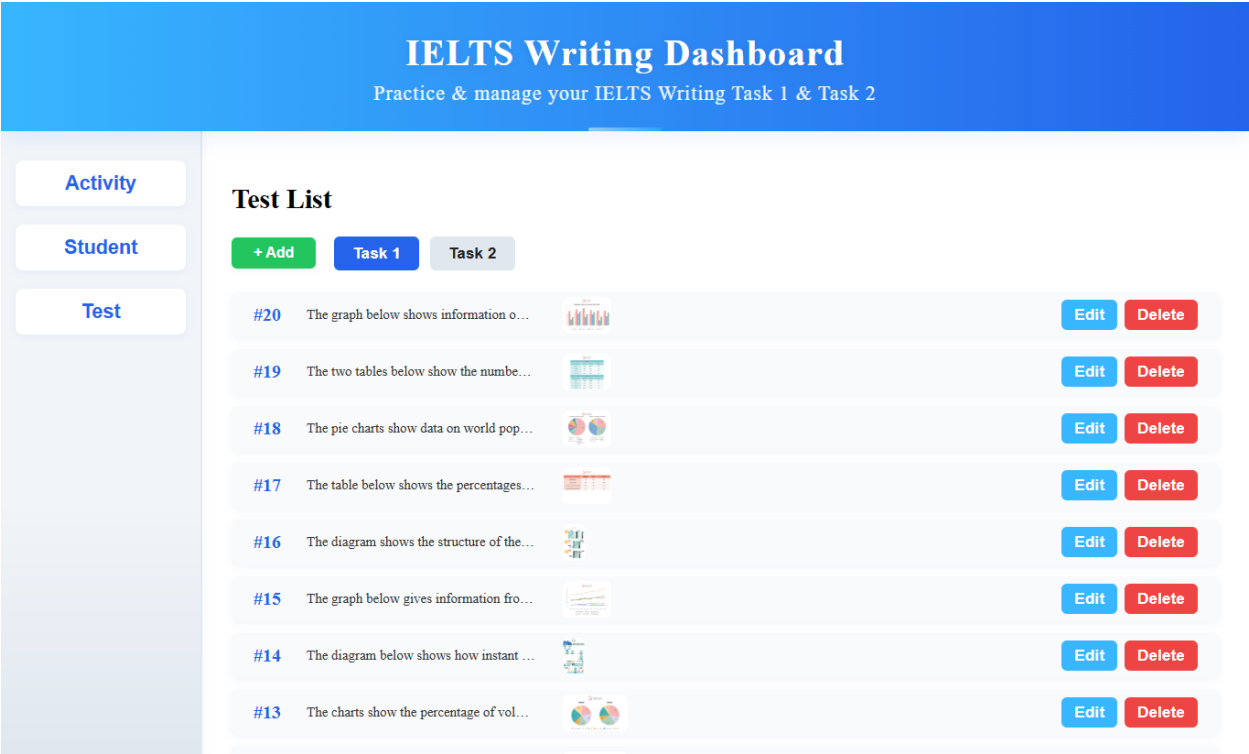 IELTS Writing Dashboard
Practice & manage your IELTS Writing Task 1 & Task 2
Activity
Student
Test
Test List
+ Add Task 1 Task 2
#20 The graph below shows information o... Edit Delete
#19 The two tables below show the numbe... Edit Delete
#18 The pie charts show data on world pop... Edit Delete
#17 The table below shows the percentages... Edit Delete
#16 The diagram shows the structure of the... Edit Delete
#15 The graph below gives information fro... Edit Delete
#14 The diagram below shows how instant ... Edit Delete
#13 The charts show the percentage of vol... Edit Delete